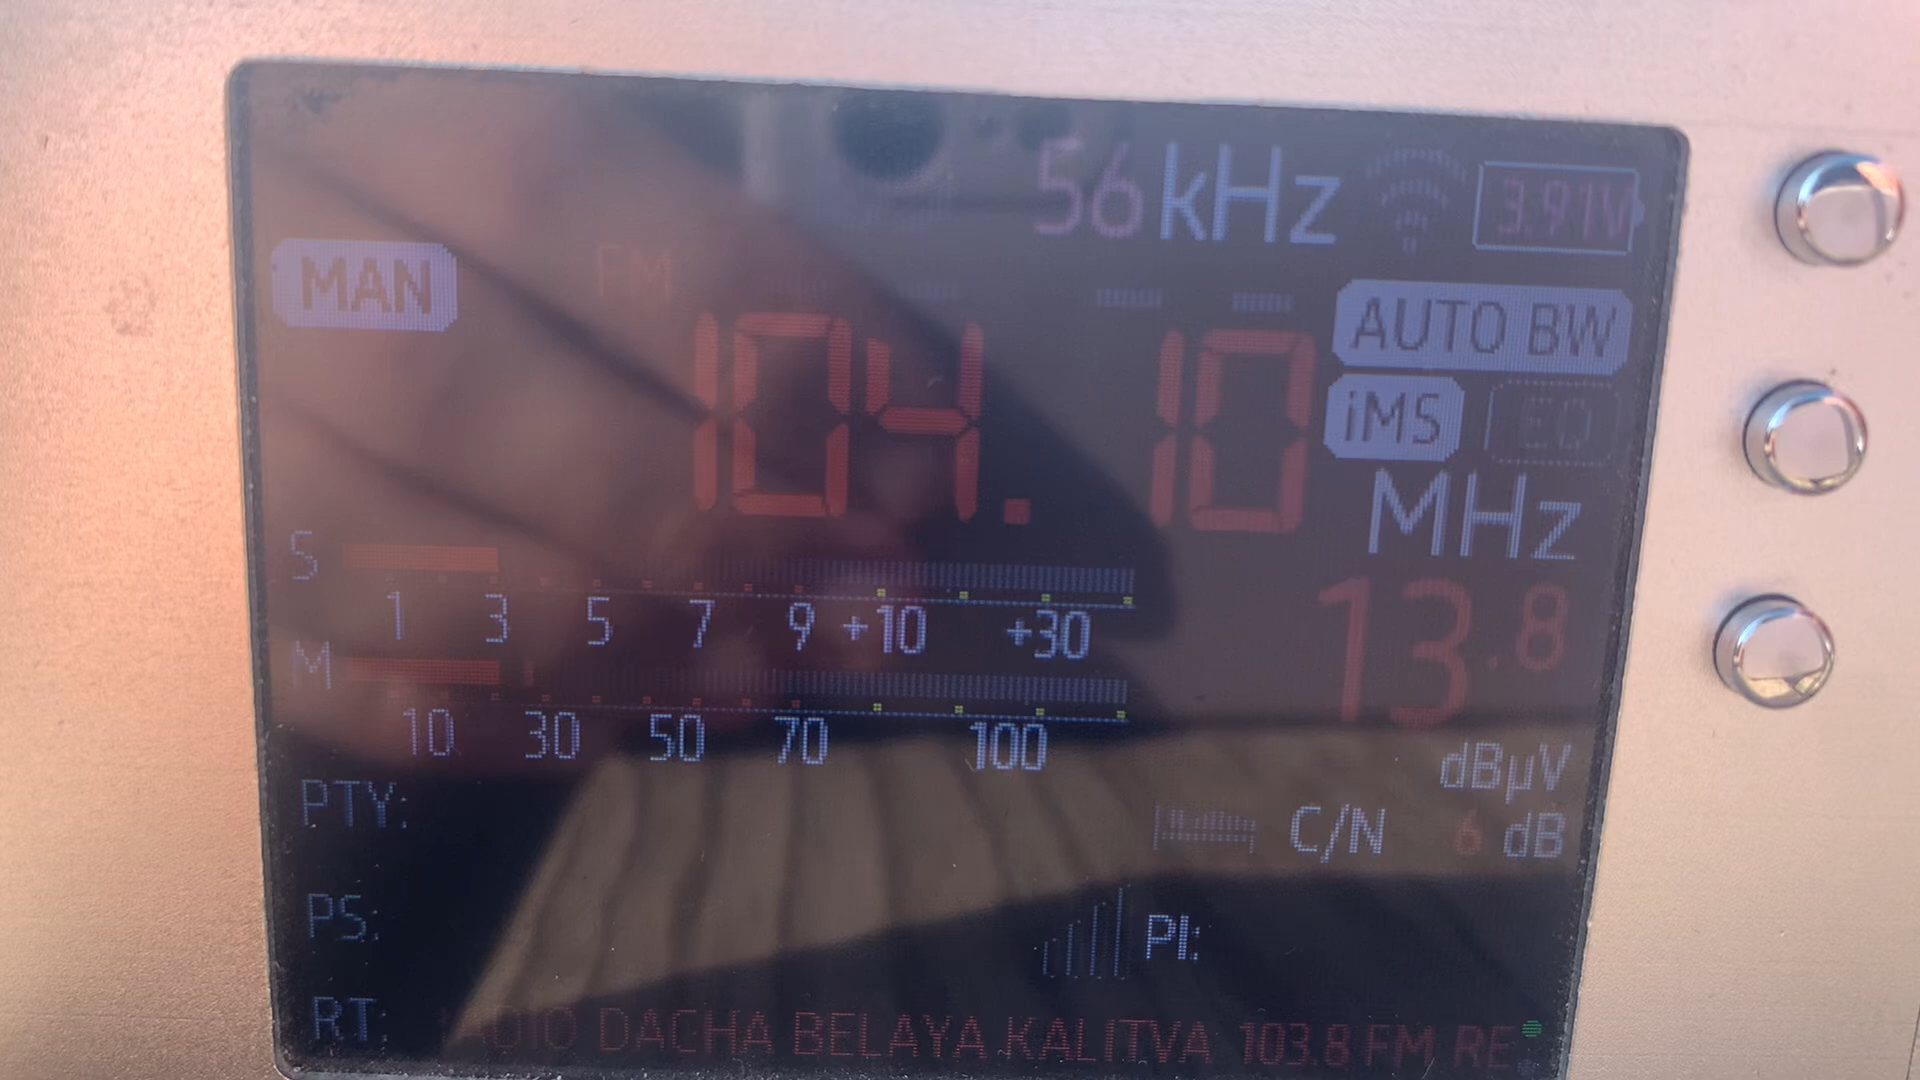 56 kHz 3.91V
MAN FM AUTO BW
104.10 iMS EQ
MHz
S
1 3 5 7 9 +10 +30
13.8
M
10 30 50 70 100
dBµV
PTY: C/N 6 dB
PS: PI:
RT: DACHA BELAYA KALITVA 103.8 FM RE